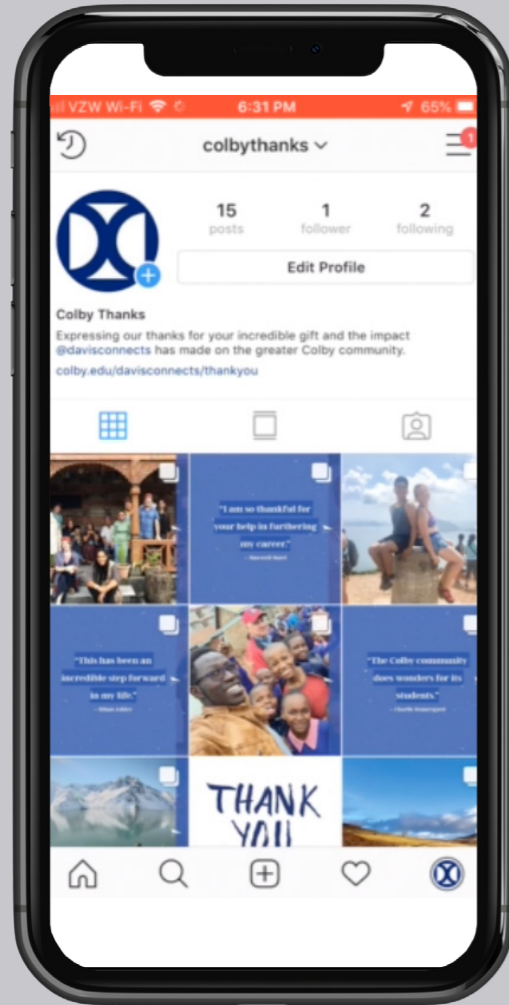 VZW Wi-Fi 6:31 PM 65%
colbythanks
1
15 1 2
posts follower following
Edit Profile
Colby Thanks
Expressing our thanks for your incredible gift and the impact
@davisconnects has made on the greater Colby community.
colby.edu/davisconnects/thankyou
"I am so thankful for
your help in furthering
my career."
"This has been an
incredible step forward
in my life."
"The Colby community
does wonders for its
students."
THANK
YOU